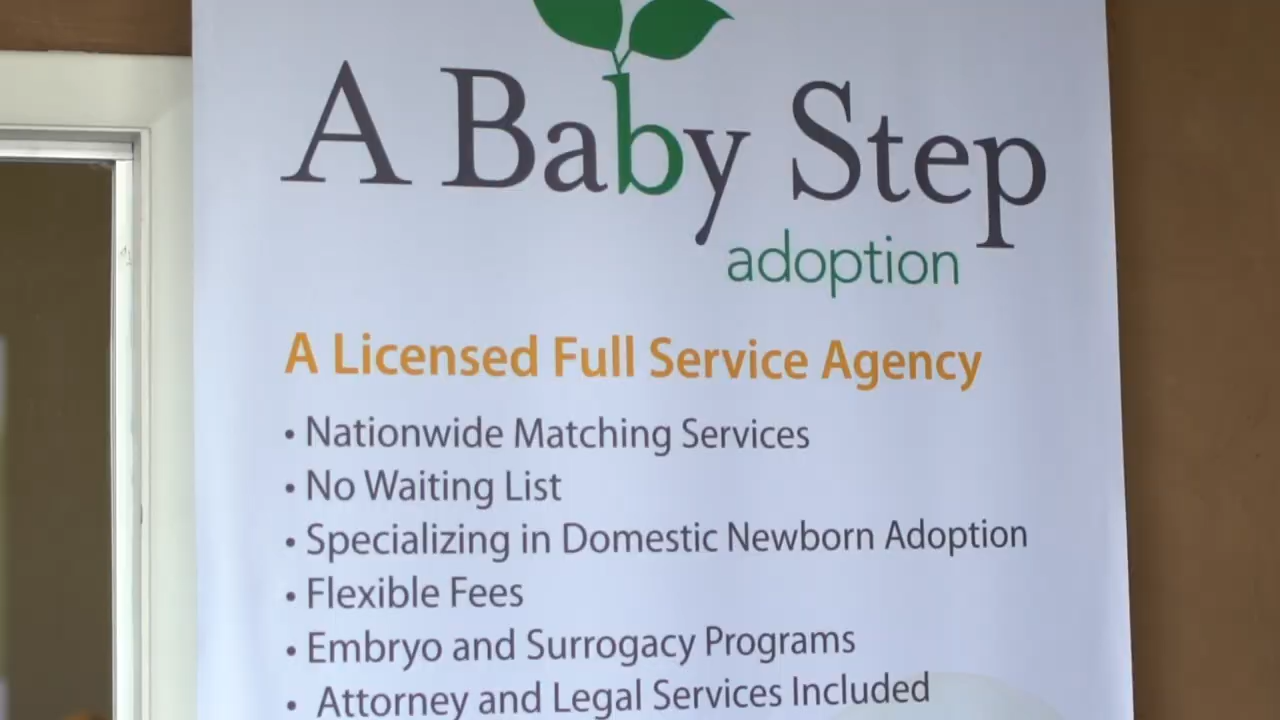 A Baby Step
adoption
A Licensed Full Service Agency
• Nationwide Matching Services
• No Waiting List
• Specializing in Domestic Newborn Adoption
• Flexible Fees
• Embryo and Surrogacy Programs
• Attorney and Legal Services Included